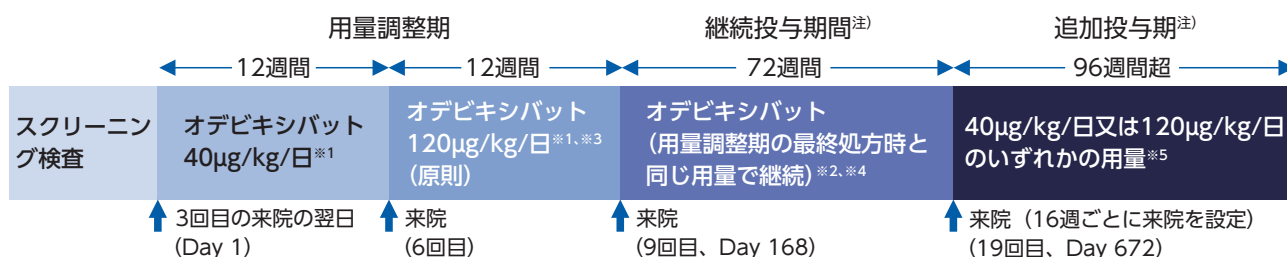 用量調整期
継続投与期間注)
追加投与期注)
12週間
12週間
72週間
96週間超
スクリーニン
グ検査
オデビキシバット
40μg/kg/日※1
オデビキシバット
120μg/kg/日※1、※3
(原則)
オデビキシバット
(用量調整期の最終処方時と
同じ用量で継続)※2、※4
40μg/kg/日又は120μg/kg/日
のいずれかの用量※5
3回目の来院の翌日
(Day 1)
来院
(6回目)
来院
(9回目、Day 168)
来院（16週ごとに来院を設定）
(19回目、Day 672)